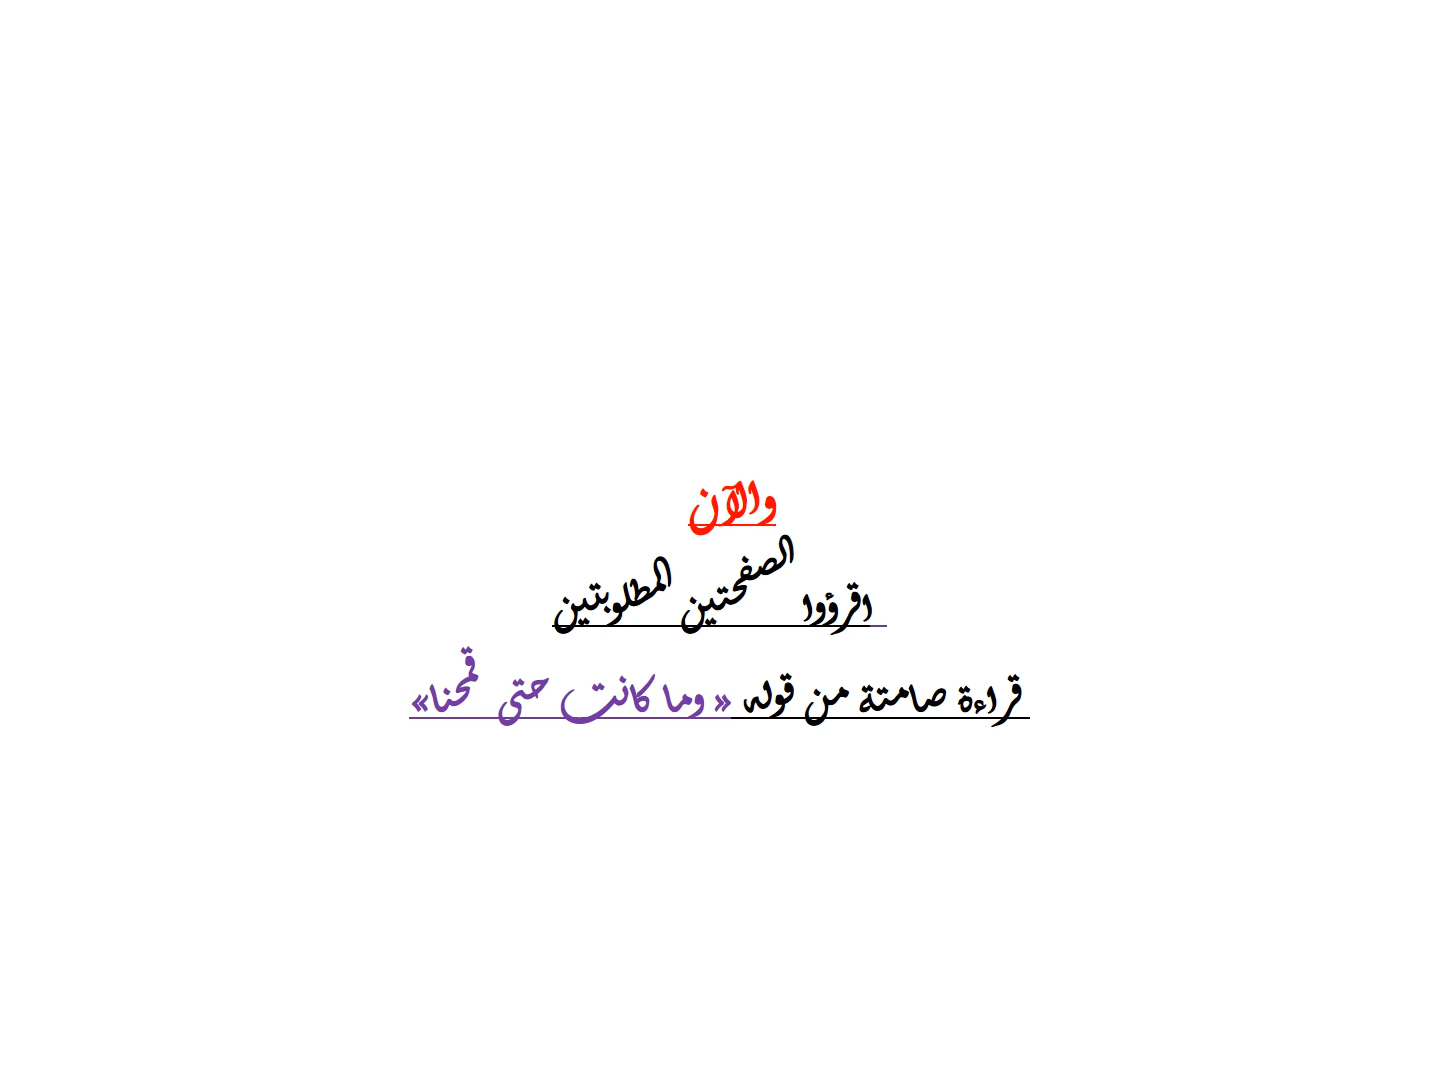 والآن
اقرؤوا الصفحتين المطلوبتين
قراءة صامتة من قوله « وما كانت حتى قمحنا»